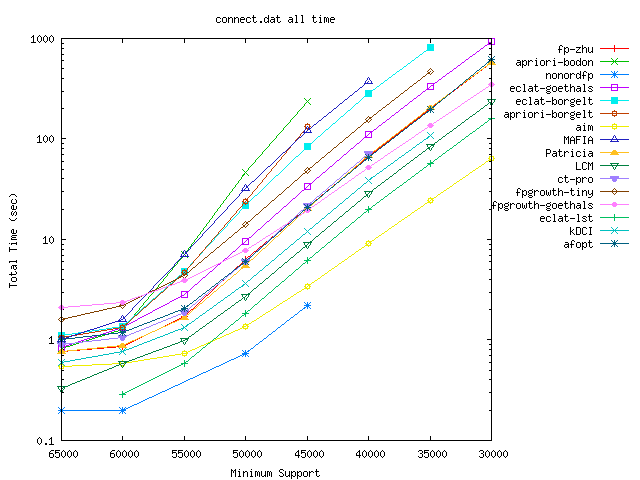 connect.dat all time
1000
100
10
1
0.1
Total Time (sec)
65000 60000 55000 50000 45000 40000 35000 30000
Minimum Support
fp-zhu
apriori-bodon
nonordfp
eclat-goethals
eclat-borgelt
apriori-borgelt
aim
MAFIA
Patricia
LCM
ct-pro
fpgrowth-tiny
fpgrowth-goethals
eclat-lst
kDCI
afopt